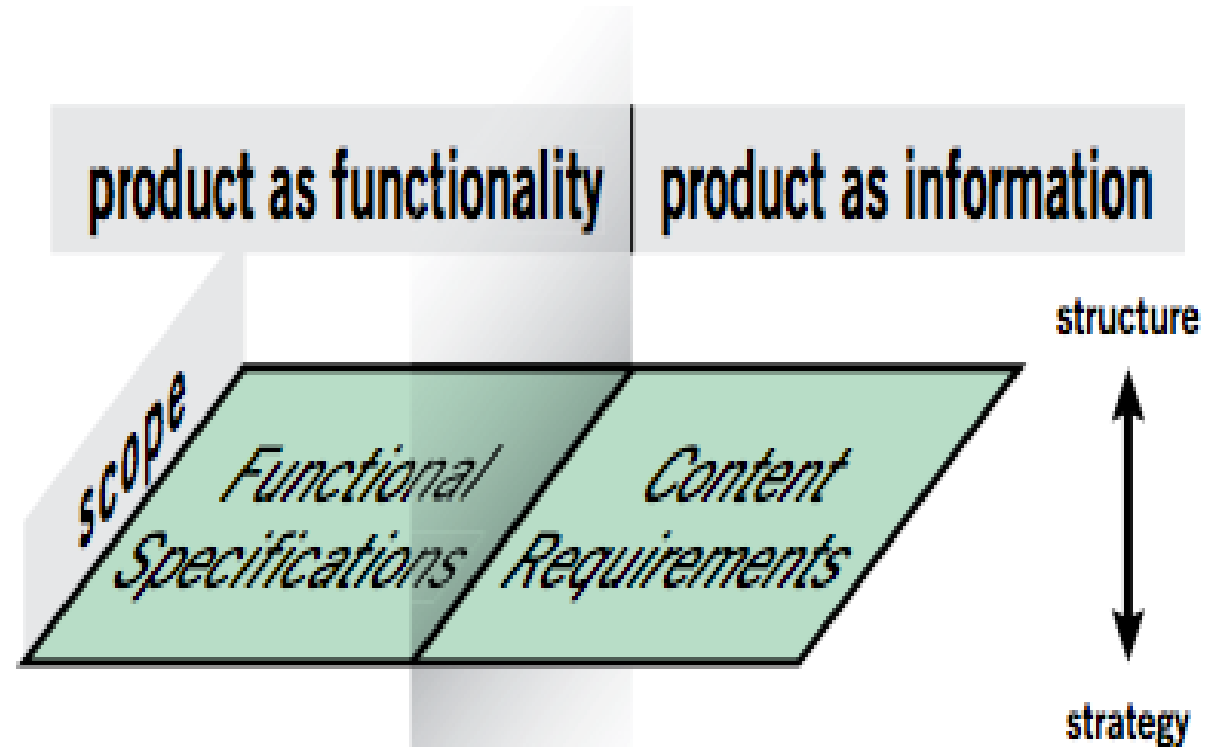 product as functionality
product as information
structure
scope
Functional
Specifications
Content
Requirements
strategy